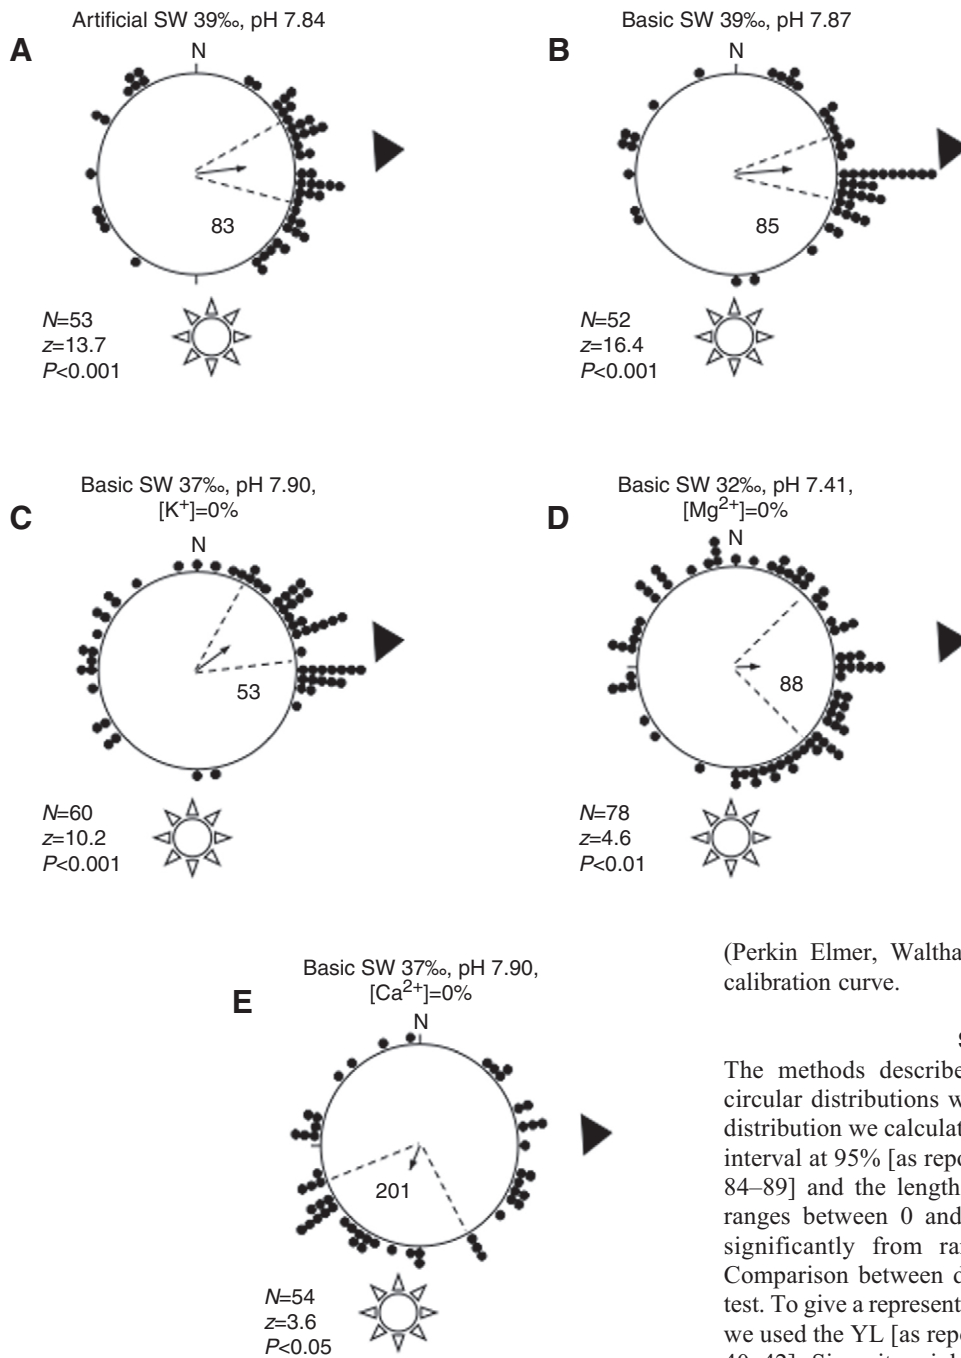 Artificial SW 39‰, pH 7.84
A
N
83
N=53
z=13.7
P<0.001
Basic SW 39‰, pH 7.87
B
N
85
N=52
z=16.4
P<0.001
Basic SW 37‰, pH 7.90,
[K+]=0%
C
N
53
N=60
z=10.2
P<0.001
Basic SW 32‰, pH 7.41,
[Mg2+]=0%
D
N
88
N=78
z=4.6
P<0.01
Basic SW 37‰, pH 7.90,
[Ca2+]=0%
E
N
201
N=54
z=3.6
P<0.05
(Perkin Elmer, Waltha
calibration curve.
The methods describe
circular distributions w
distribution we calculat
interval at 95% [as repo
84–89] and the length
ranges between 0 and
significantly from ran
Comparison between d
test. To give a represent
we used the YL [as repo